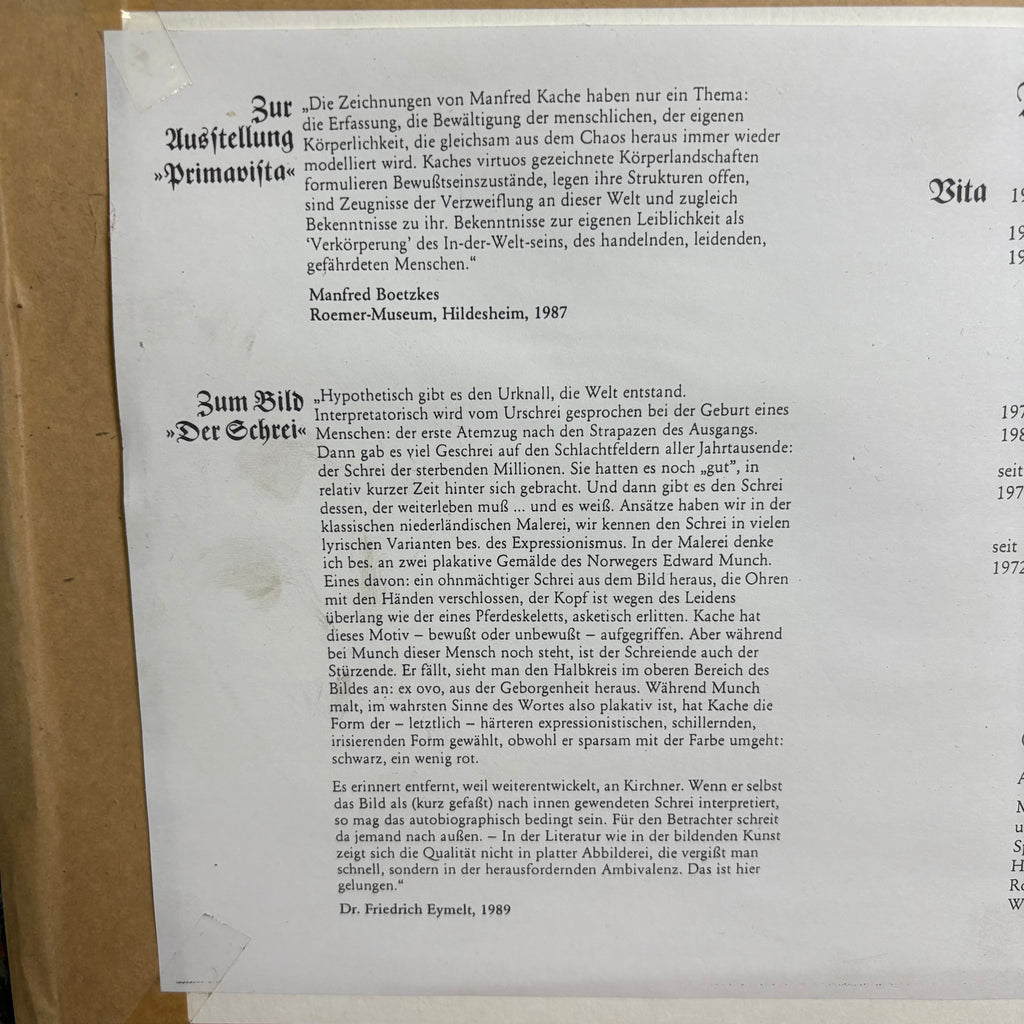 Zur
Ausstellung
»Primavista«
„Die Zeichnungen von Manfred Kache haben nur ein Thema:
die Erfassung, die Bewältigung der menschlichen, der eigenen
Körperlichkeit, die gleichsam aus dem Chaos heraus immer wieder
modelliert wird. Kaches virtuos gezeichnete Körperlandschaften
formulieren Bewußtseinszustände, legen ihre Strukturen offen,
sind Zeugnisse der Verzweiflung an dieser Welt und zugleich
Bekenntnisse zu ihr. Bekenntnisse zur eigenen Leiblichkeit als
‘Verkörperung’ des In-der-Welt-seins, des handelnden, leidenden,
gefährdeten Menschen.“
Manfred Boetzkes
Roemer-Museum, Hildesheim, 1987
Zum Bild
»Der Schrei«
„Hypothetisch gibt es den Urknall, die Welt entstand.
Interpretatorisch wird vom Urschrei gesprochen bei der Geburt eines
Menschen: der erste Atemzug nach den Strapazen des Ausgangs.
Dann gab es viel Geschrei auf den Schlachtfeldern aller Jahrtausende:
der Schrei der sterbenden Millionen. Sie hatten es noch „gut”, in
relativ kurzer Zeit hinter sich gebracht. Und dann gibt es den Schrei
dessen, der weiterleben muß ... und es weiß. Ansätze haben wir in der
klassischen niederländischen Malerei, wir kennen den Schrei in vielen
lyrischen Varianten bes. des Expressionismus. In der Malerei denke
ich bes. an zwei plakative Gemälde des Norwegers Edward Munch.
Eines davon: ein ohnmächtiger Schrei aus dem Bild heraus, die Ohren
mit den Händen verschlossen, der Kopf ist wegen des Leidens
überlang wie der eines Pferdeskeletts, asketisch erlitten. Kache hat
dieses Motiv – bewußt oder unbewußt – aufgegriffen. Aber während
bei Munch dieser Mensch noch steht, ist der Schreiende auch der
Stürzende. Er fällt, sieht man den Halbkreis im oberen Bereich des
Bildes an: ex ovo, aus der Geborgenheit heraus. Während Munch
malt, im wahrsten Sinne des Wortes also plakativ ist, hat Kache die
Form der – letztlich – härteren expressionistischen, schillernden,
irisierenden Form gewählt, obwohl er sparsam mit der Farbe umgeht:
schwarz, ein wenig rot.
Es erinnert entfernt, weil weiterentwickelt, an Kirchner. Wenn er selbst
das Bild als (kurz gefaßt) nach innen gewendeten Schrei interpretiert,
so mag das autobiographisch bedingt sein. Für den Betrachter schreit
da jemand nach außen. – In der Literatur wie in der bildenden Kunst
zeigt sich die Qualität nicht in platter Abbilderei, die vergißt man
schnell, sondern in der herausfordernden Ambivalenz. Das ist hier
gelungen.“
Dr. Friedrich Eymelt, 1989
Vita
seit
seit
1972